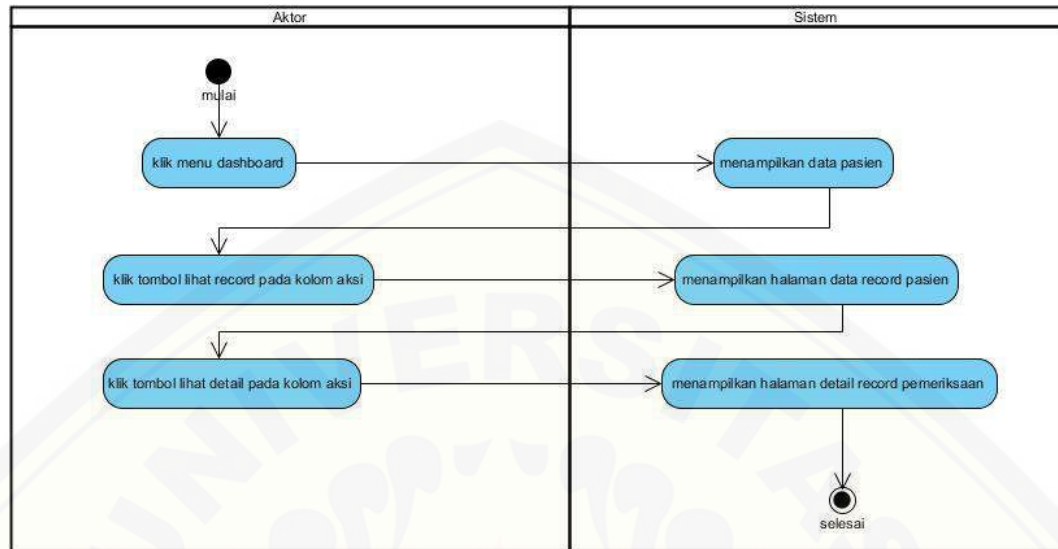 Aktor
Sistem
mulai
klik menu dashboard
menampilkan data pasien
klik tombol lihat record pada kolom aksi
menampilkan halaman data record pasien
klik tombol lihat detail pada kolom aksi
menampilkan halaman detail record pemeriksaan
selesai
UNIVERSITAS